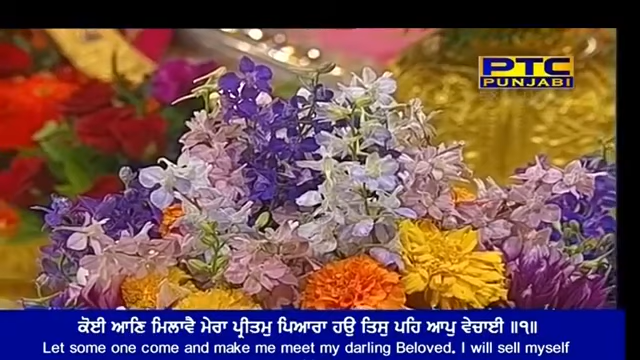 PTC
PUNJABI
ਕੋਈ ਆਣਿ ਮਿਲਾਵੈ ਮੇਰਾ ਪ੍ਰੀਤਮੁ ਪਿਆਰਾ ਹਉ ਤਿਸੁ ਪਹਿ ਆਪੁ ਵੇਚਾਈ ॥੧॥
Let some one come and make me meet my darling Beloved. I will sell myself